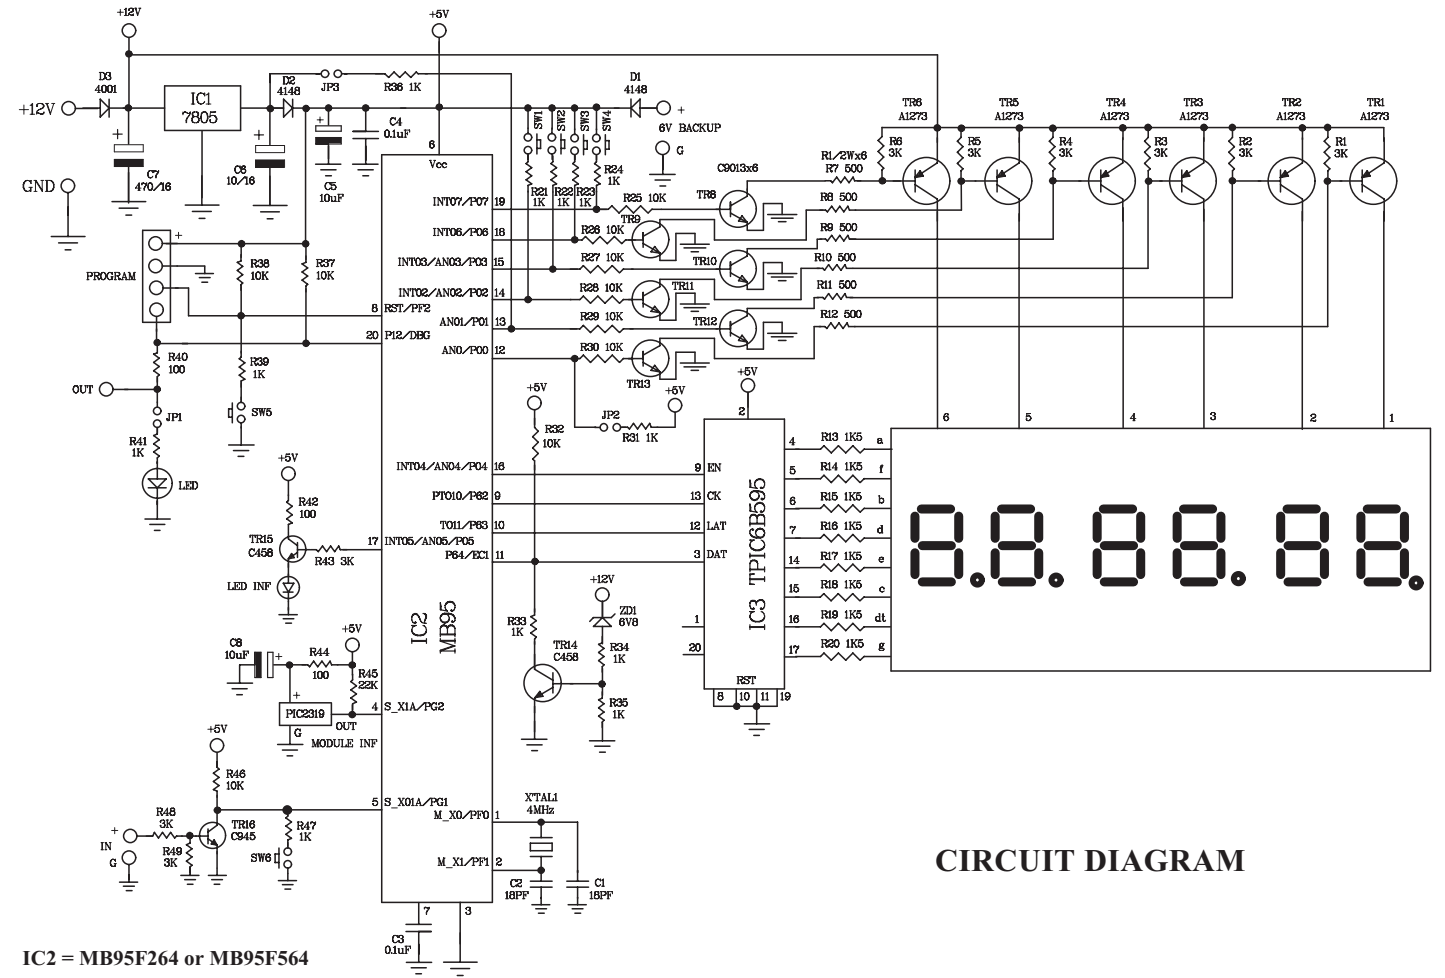 +12V
+5V
D3
4001
+12V
IC1
7805
D2
4148
JP3
R36 1K
D1
4148
+
6V BACKUP
G
C7
470/16
+
C6
10/16
+
C5
10uF
+
C4
0.1uF
GND
6
Vcc
SW1
SW2
SW3
SW4
R21
1K
R22
1K
R23
1K
R24
1K
TR6
A1273
TR5
A1273
TR4
A1273
TR3
A1273
TR2
A1273
TR1
A1273
R6
3K
R5
3K
R4
3K
R3
3K
R2
3K
R1
3K
C9013x6
R1/2Wx6
R7 500
R8 500
R9 500
R10 500
R11 500
R12 500
INT07/P07 19
R25 10K
TR8
INT06/P06 18
R26 10K
TR9
INT03/AN03/P03 15
R27 10K
TR10
INT02/AN02/P02 14
R28 10K
TR11
AN01/P01 13
R29 10K
TR12
AN0/P00 12
R30 10K
TR13
PROGRAM
+
R38
10K
R37
10K
8 RST/PF2
20 P12/DBG
R40
100
R39
1K
OUT
JP1
SW5
R41
1K
LED
+5V
R32
10K
JP2
R31 1K
+5V
+5V
2
INT04/AN04/P04 16
9 EN
PTO10/P62 9
13 CK
TO11/P63 10
12 LAT
P64/EC1 11
3 DAT
IC3 TPIC6B595
1
20
RST
8 10 11 19
4 R13 1K5 a
5 R14 1K5 f
6 R15 1K5 b
7 R16 1K5 d
14 R17 1K5 e
15 R18 1K5 c
16 R19 1K5 dt
17 R20 1K5 g
6 5 4 3 2 1
8.8. 88. 88.
+5V
R42
100
TR15
C458
R43 3K
17 INT05/AN05/P05
LED INF
IC2
MB95
R33
1K
TR14
C458
+12V
ZD1
6V8
R34
1K
R35
1K
C8
10uF
+
R44
100
+5V
R45
22K
+
PIC2319
G
OUT
MODULE INF
4 S_X1A/PG2
+5V
R46
10K
5 S_X01A/PG1
R48
3K
+
IN
G
R49
3K
TR16
C945
R47
1K
SW6
M_X0/PF0 1
M_X1/PF1 2
X'TAL1
4MHz
C2
18PF
C1
18PF
7
3
C3
0.1uF
CIRCUIT DIAGRAM
IC2 = MB95F264 or MB95F564